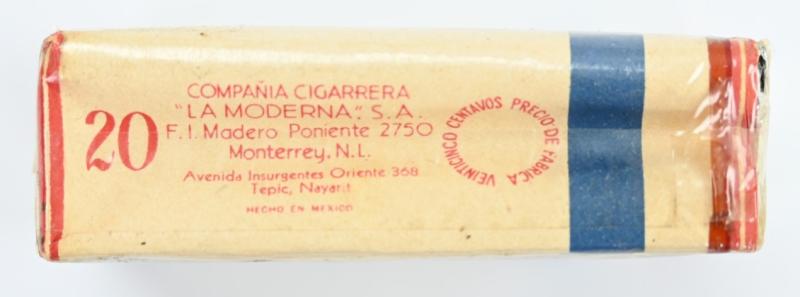 20
COMPAÑIA CIGARRERA
"LA MODERNA", S.A.
F. I. Madero Poniente 2750
Monterrey, N.L.
Avenida Insurgentes Oriente 368
Tepic, Nayarit
HECHO EN MEXICO
VEINTICINCO CENTAVOS PRECIO DE FABRICA